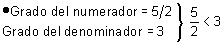 ●Grado del numerador = 5/2
Grado del denominador = 3
} 5/2 < 3